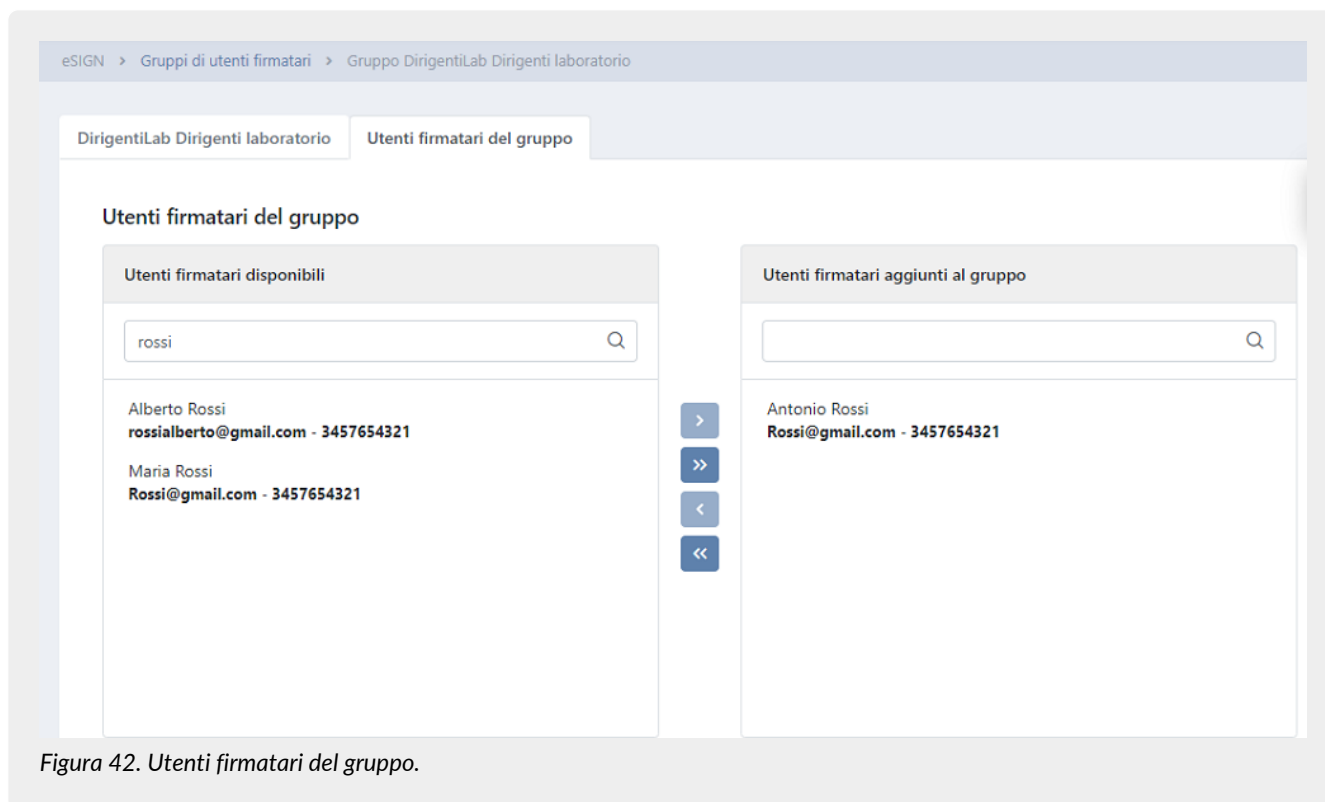 eSIGN > Gruppi di utenti firmatari > Gruppo DirigentiLab Dirigenti laboratorio
DirigentiLab Dirigenti laboratorio
Utenti firmatari del gruppo
Utenti firmatari del gruppo
Utenti firmatari disponibili
rossi
Alberto Rossi
rossialberto@gmail.com - 3457654321
Maria Rossi
Rossi@gmail.com - 3457654321
Utenti firmatari aggiunti al gruppo
Antonio Rossi
Rossi@gmail.com - 3457654321
Figura 42. Utenti firmatari del gruppo.